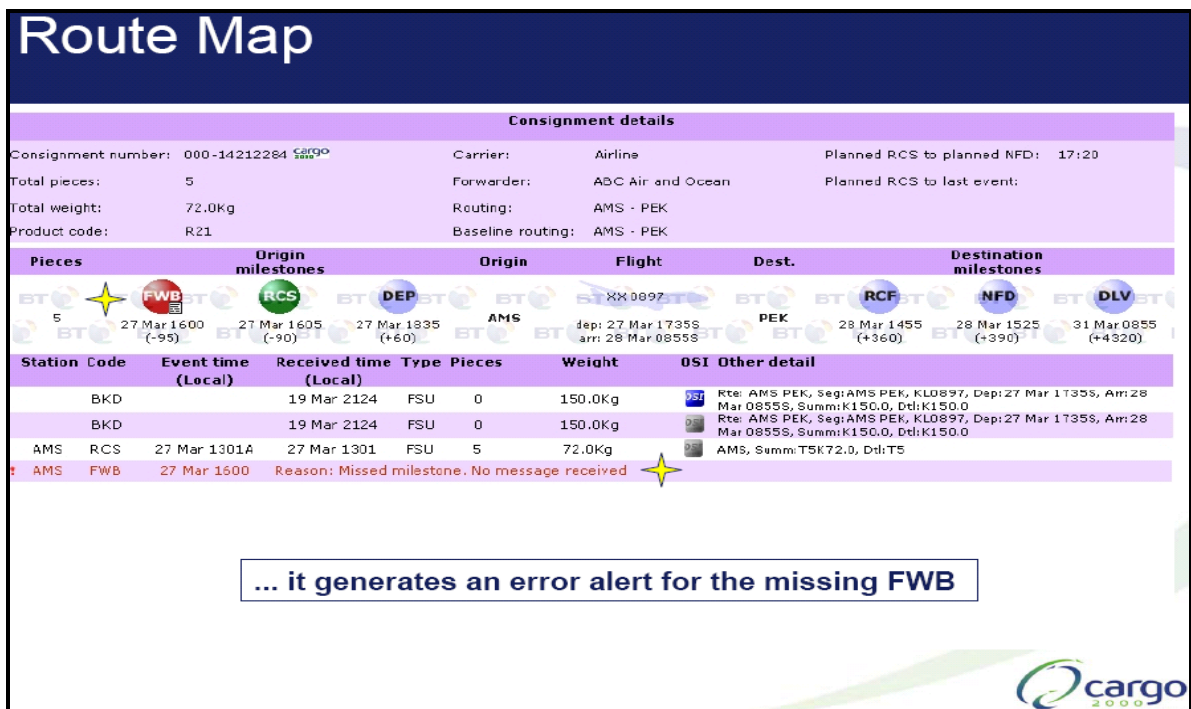 Route Map
Consignment details
Consignment number: 000-14212284 cargo 2000 Carrier: Airline Planned RCS to planned NFD: 17:20
Total pieces: 5 Forwarder: ABC Air and Ocean Planned RCS to last event:
Total weight: 72.0Kg Routing: AMS - PEK
Product code: R21 Baseline routing: AMS - PEK
Pieces Origin milestones Origin Flight Dest. Destination milestones
FWB RCS DEP XX 0897 RCF NFD DLV
5 AMS PEK
27 Mar 1600 27 Mar 1605 27 Mar 1835 dep: 27 Mar 1735S 28 Mar 1455 28 Mar 1525 31 Mar 0855
(-95) (-90) (+60) arr: 28 Mar 0855S (+360) (+390) (+4320)
Station Code Event time (Local) Received time (Local) Type Pieces Weight OSI Other detail
BKD 19 Mar 2124 FSU 0 150.0Kg OSI Rte: AMS PEK, Seg:AMS PEK, KL0897, Dep:27 Mar 1735S, Arr:28
Mar 0855S, Summ:K150.0, Dtl:K150.0
BKD 19 Mar 2124 FSU 0 150.0Kg OSI Rte: AMS PEK, Seg:AMS PEK, KL0897, Dep:27 Mar 1735S, Arr:28
Mar 0855S, Summ:K150.0, Dtl:K150.0
AMS RCS 27 Mar 1301A 27 Mar 1301 FSU 5 72.0Kg OSI AMS, Summ:T5K72.0, Dtl:T5
! AMS FWB 27 Mar 1600 Reason: Missed milestone. No message received
... it generates an error alert for the missing FWB
cargo
2000